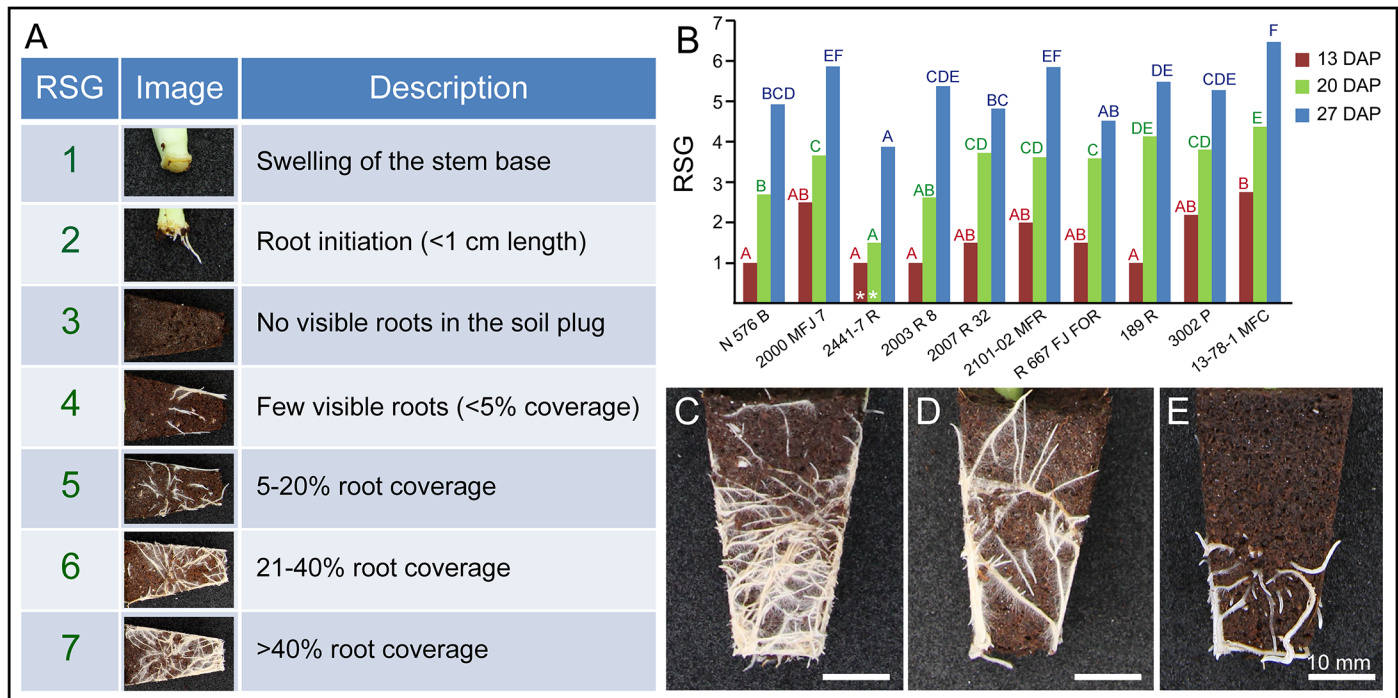 A
RSG Image Description
1 Swelling of the stem base
2 Root initiation (<1 cm length)
3 No visible roots in the soil plug
4 Few visible roots (<5% coverage)
5 5-20% root coverage
6 21-40% root coverage
7 >40% root coverage
B
RSG
7
6
5
4
3
2
1
A B BCD
AB C EF
A A A
* *
A AB CDE
AB CD BC
AB CD EF
AB C AB
A DE DE
AB CD CDE
B E F
13 DAP
20 DAP
27 DAP
N 576 B
2000 MFJ 7
2441-7 R
2003 R 8
2007 R 32
2101-02 MFR
R 667 FJ FOR
189 R
3002 P
13-78-1 MFC
C
D
E
10 mm